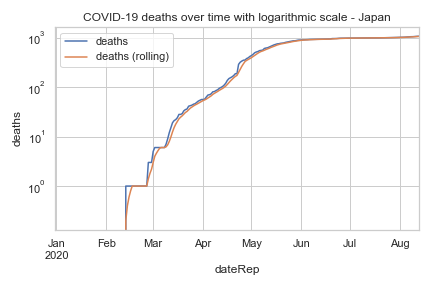 COVID-19 deaths over time with logarithmic scale - Japan
deaths
deaths (rolling)
10³
10²
10¹
10⁰
deaths
Jan Feb Mar Apr May Jun Jul Aug
2020
dateRep